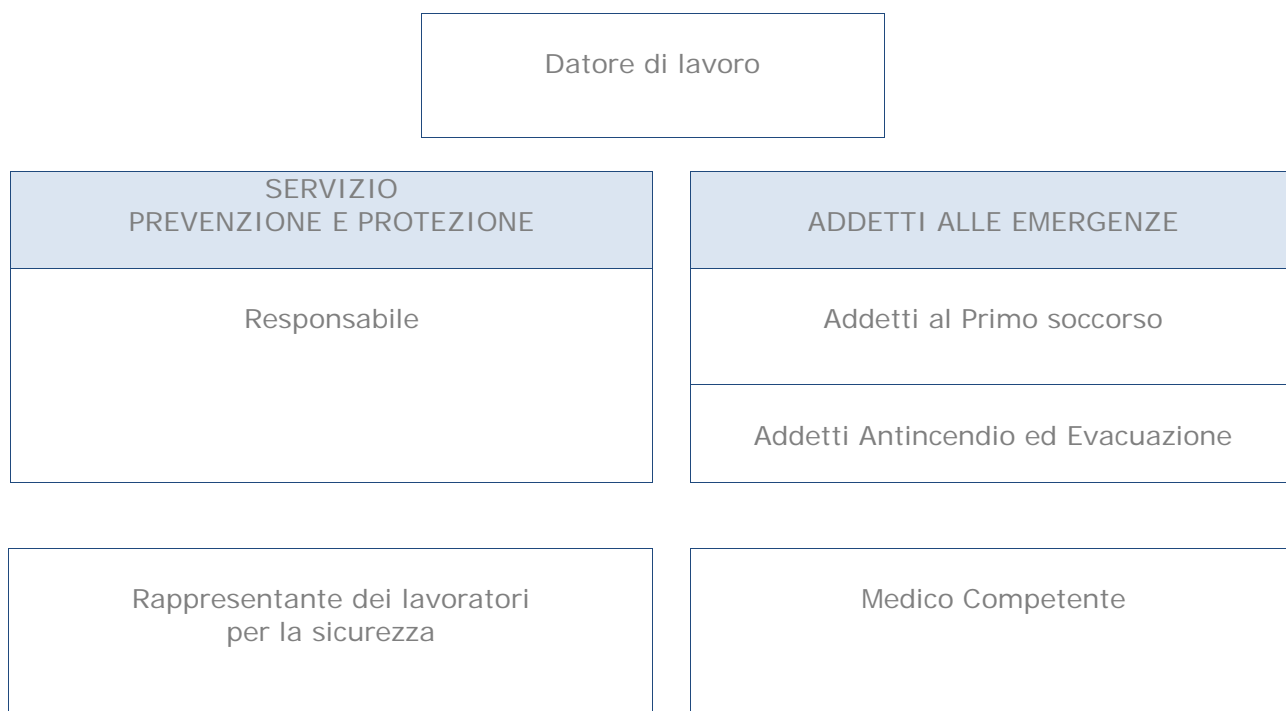 Datore di lavoro
SERVIZIO
PREVENZIONE E PROTEZIONE
ADDETTI ALLE EMERGENZE
Responsabile
Addetti al Primo soccorso
Addetti Antincendio ed Evacuazione
Rappresentante dei lavoratori
per la sicurezza
Medico Competente